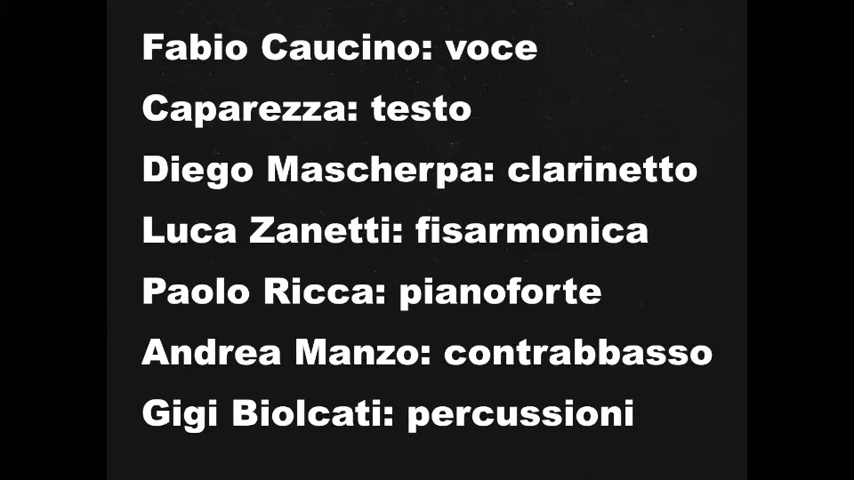 Fabio Caucino: voce
Caparezza: testo
Diego Mascherpa: clarinetto
Luca Zanetti: fisarmonica
Paolo Ricca: pianoforte
Andrea Manzo: contrabbasso
Gigi Biolcati: percussioni